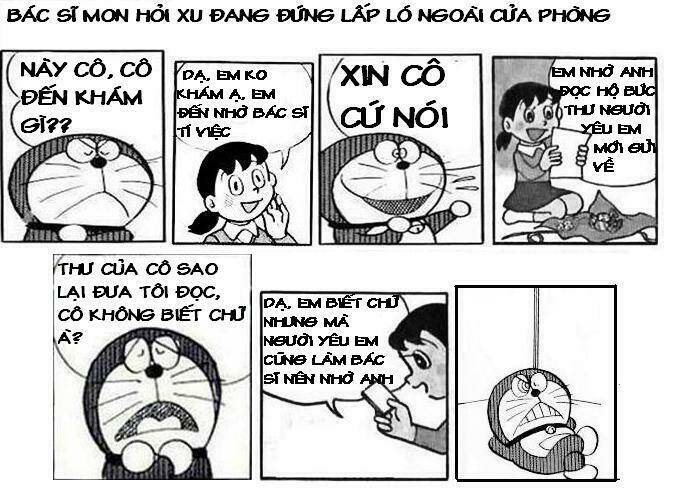 BÁC SĨ MON HỎI XU ĐANG ĐỨNG LẤP LÓ NGOÀI CỬA PHÒNG
NÀY CÔ, CÔ
ĐẾN KHÁM
GÌ??
DẠ, EM KO
KHÁM Ạ, EM
ĐẾN NHỜ BÁC SĨ
TÍ VIỆC
XIN CÔ
CỨ NÓI
EM NHỜ ANH
ĐỌC HỘ BỨC
THƯ NGƯỜI
YÊU EM
MỚI GỬI
VỀ
THƯ CỦA CÔ SAO
LẠI ĐƯA TÔI ĐỌC,
CÔ KHÔNG BIẾT CHỮ
À?
DẠ, EM BIẾT CHỮ
NHƯNG MÀ
NGƯỜI YÊU EM
CŨNG LÀM BÁC
SĨ NÊN NHỜ ANH